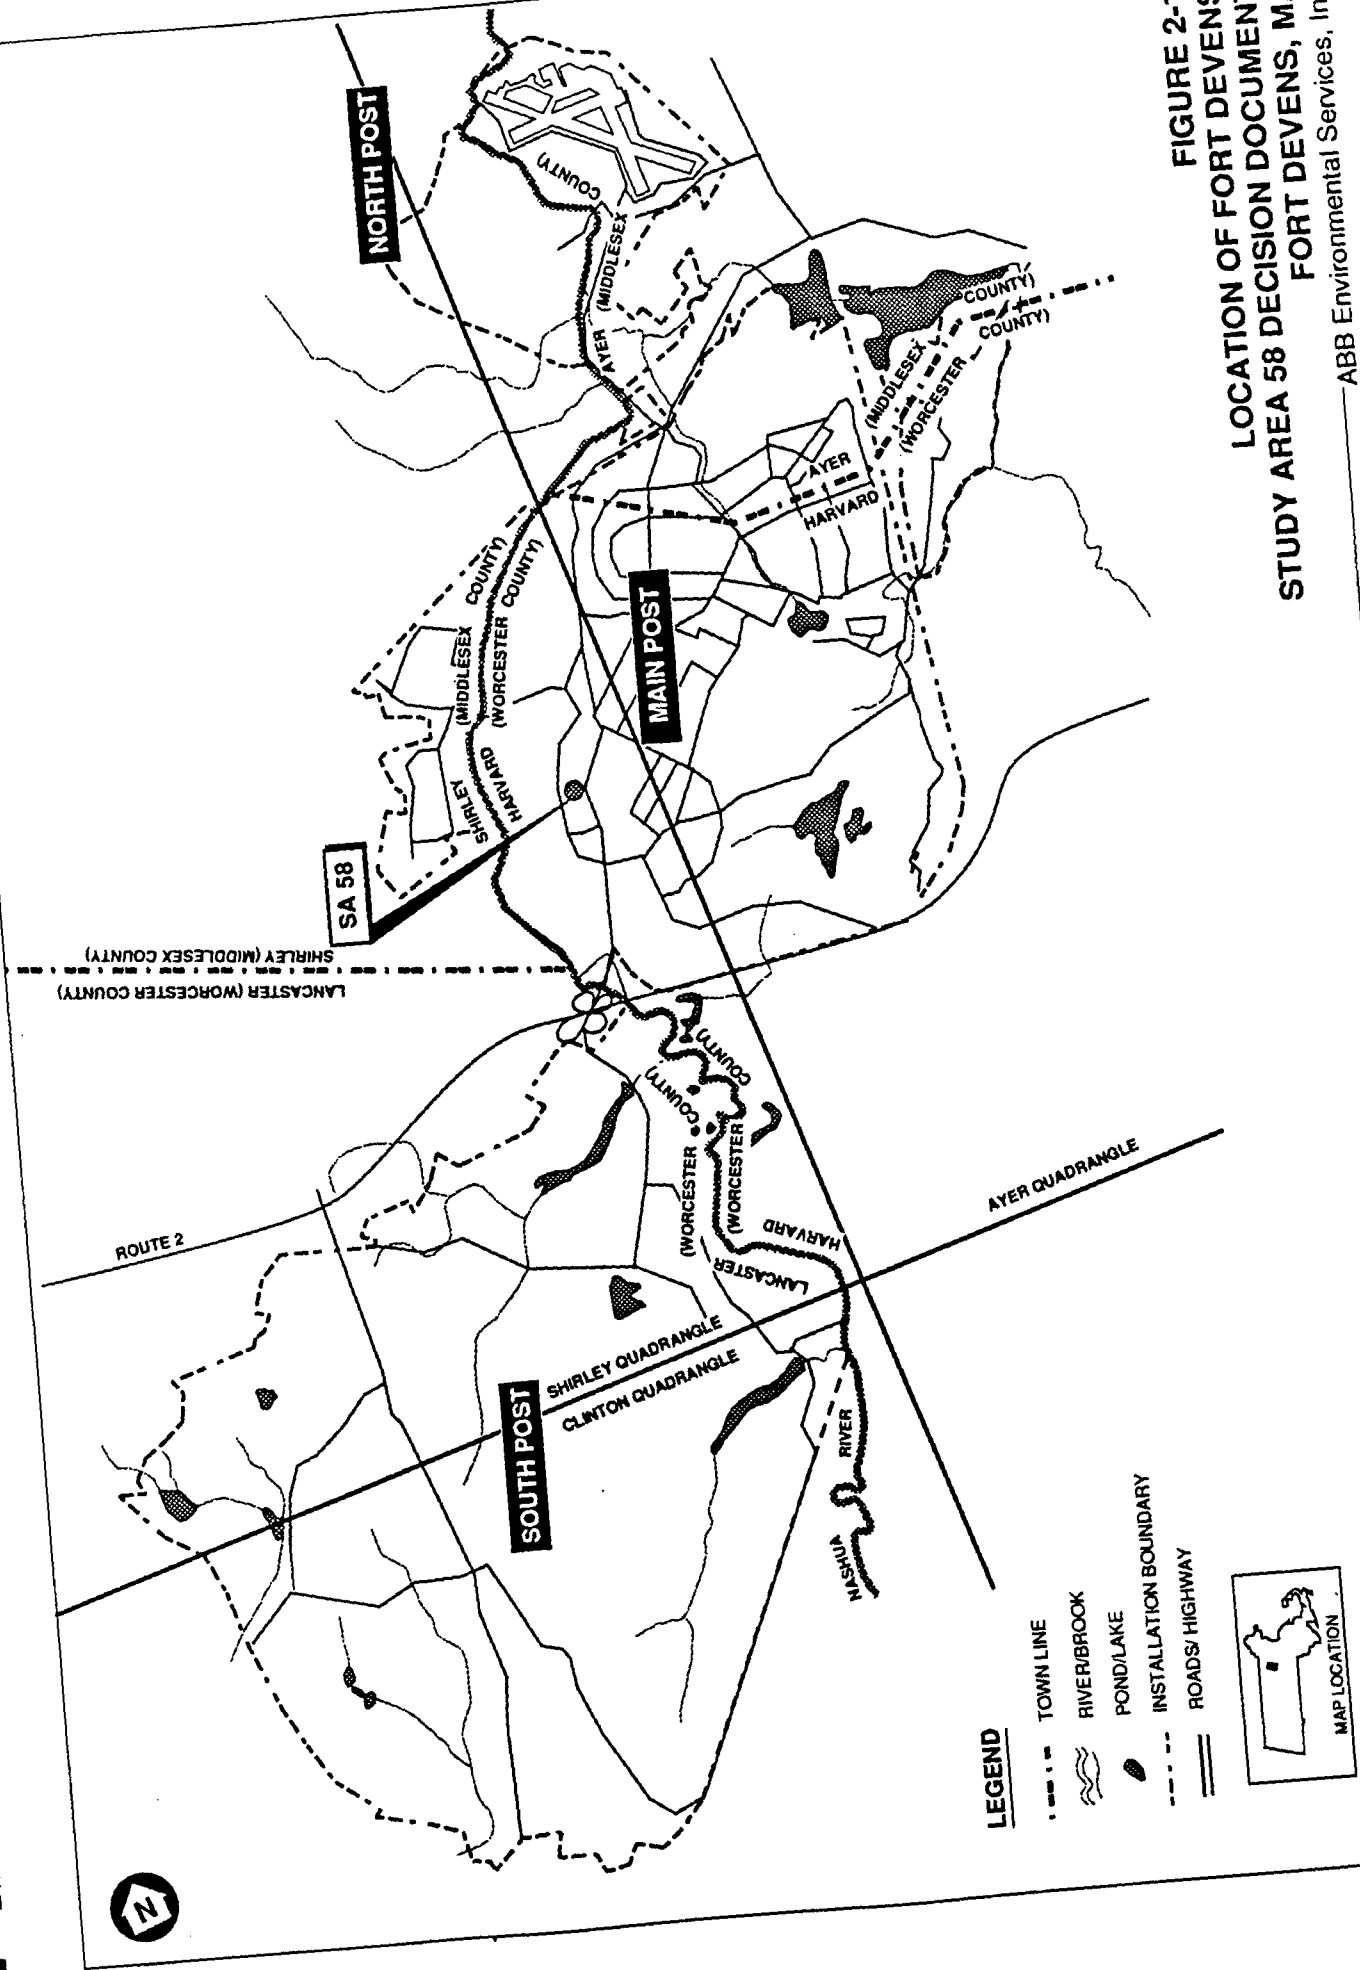 NORTH POST
COUNTY)
(MIDDLESEX
AYER
COUNTY)
COUNTY)
(MIDDLESEX
(WORCESTER
AYER
HARVARD
COUNTY)
COUNTY)
(MIDDLESEX
(WORCESTER
SHIRLEY
HARVARD
MAIN POST
SA 58
SHIRLEY (MIDDLESEX COUNTY)
LANCASTER (WORCESTER COUNTY)
COUNTY)
COUNTY)
(WORCESTER
(WORCESTER
HARVARD
LANCASTER
ROUTE 2
AYER QUADRANGLE
SHIRLEY QUADRANGLE
CLINTON QUADRANGLE
SOUTH POST
NASHUA
RIVER
N
LEGEND
TOWN LINE
RIVER/BROOK
POND/LAKE
INSTALLATION BOUNDARY
ROADS/ HIGHWAY
MAP LOCATION
FIGURE 2-
LOCATION OF FORT DEVENS
STUDY AREA 58 DECISION DOCUMENT
FORT DEVENS, M
ABB Environmental Services, In